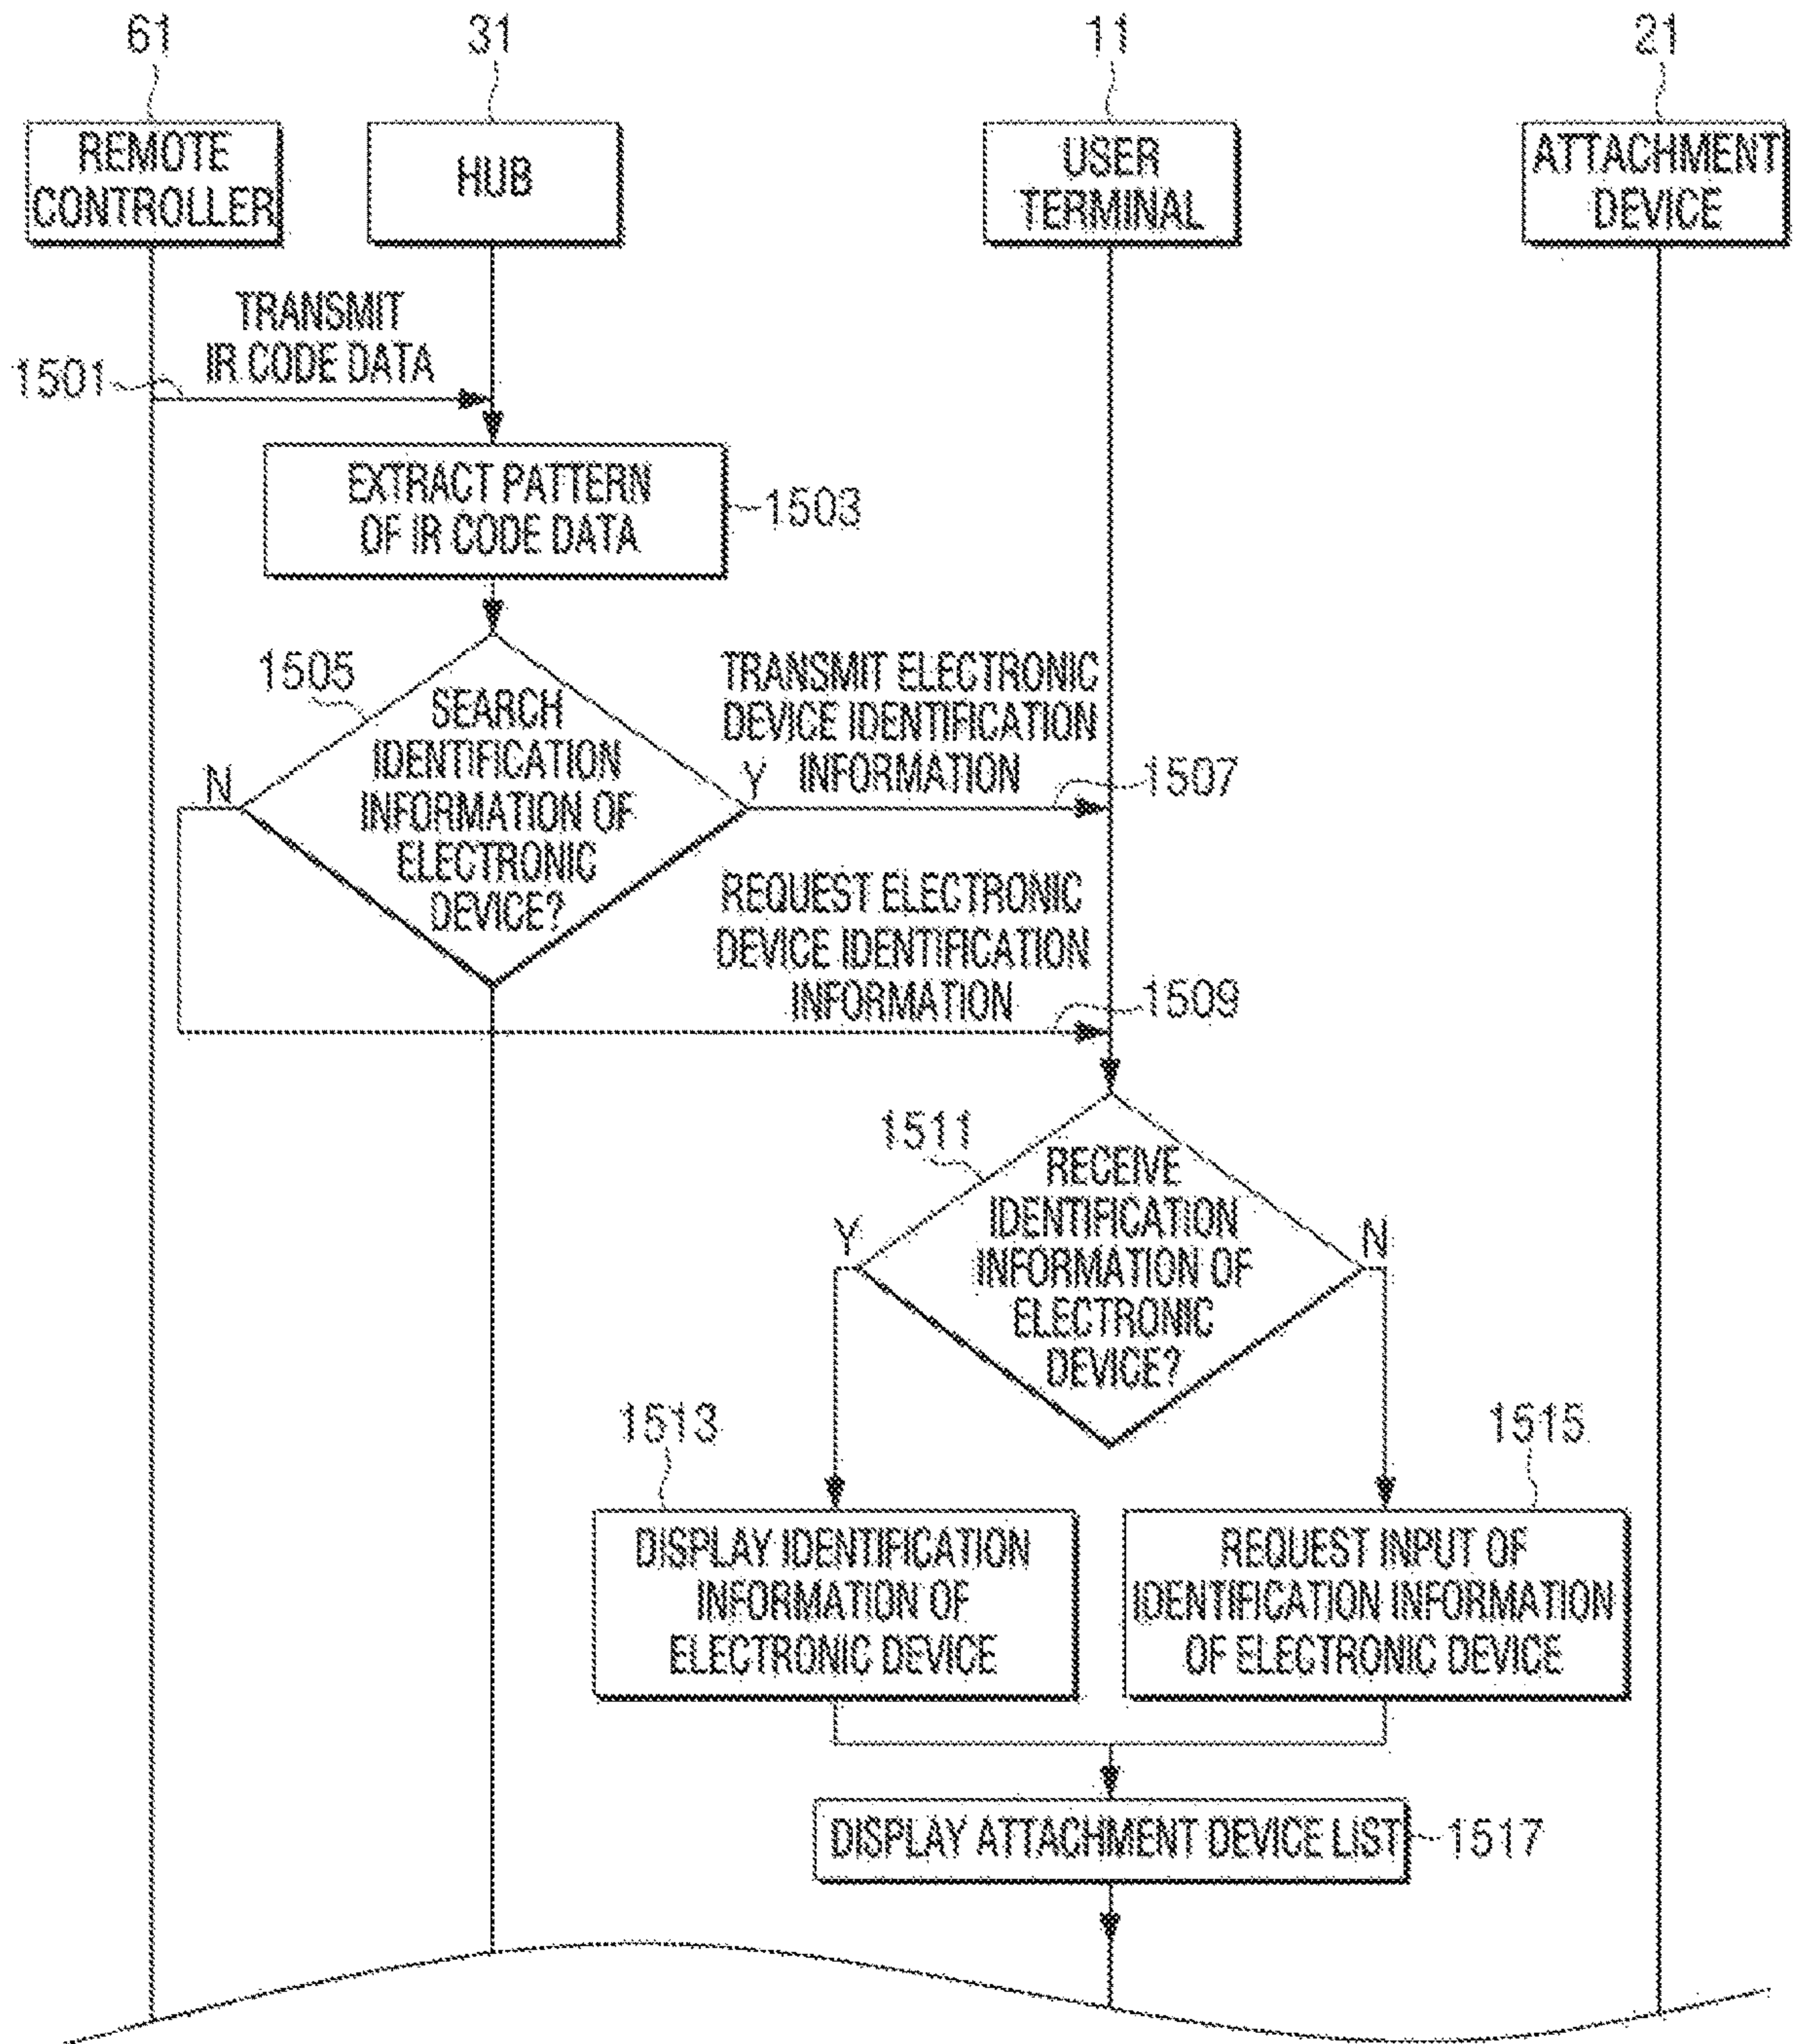 61
31
11
21
REMOTE
CONTROLLER
HUB
USER
TERMINAL
ATTACHMENT
DEVICE
TRANSMIT
IR CODE DATA
1501
EXTRACT PATTERN
OF IR CODE DATA
1503
1505
SEARCH
IDENTIFICATION
INFORMATION OF
ELECTRONIC
DEVICE?
N
Y
TRANSMIT ELECTRONIC
DEVICE IDENTIFICATION
INFORMATION
1507
REQUEST ELECTRONIC
DEVICE IDENTIFICATION
INFORMATION
1509
1511
RECEIVE
IDENTIFICATION
INFORMATION OF
ELECTRONIC
DEVICE?
Y
N
1513
1515
DISPLAY IDENTIFICATION
INFORMATION OF
ELECTRONIC DEVICE
REQUEST INPUT OF
IDENTIFICATION INFORMATION
OF ELECTRONIC DEVICE
DISPLAY ATTACHMENT DEVICE LIST
1517